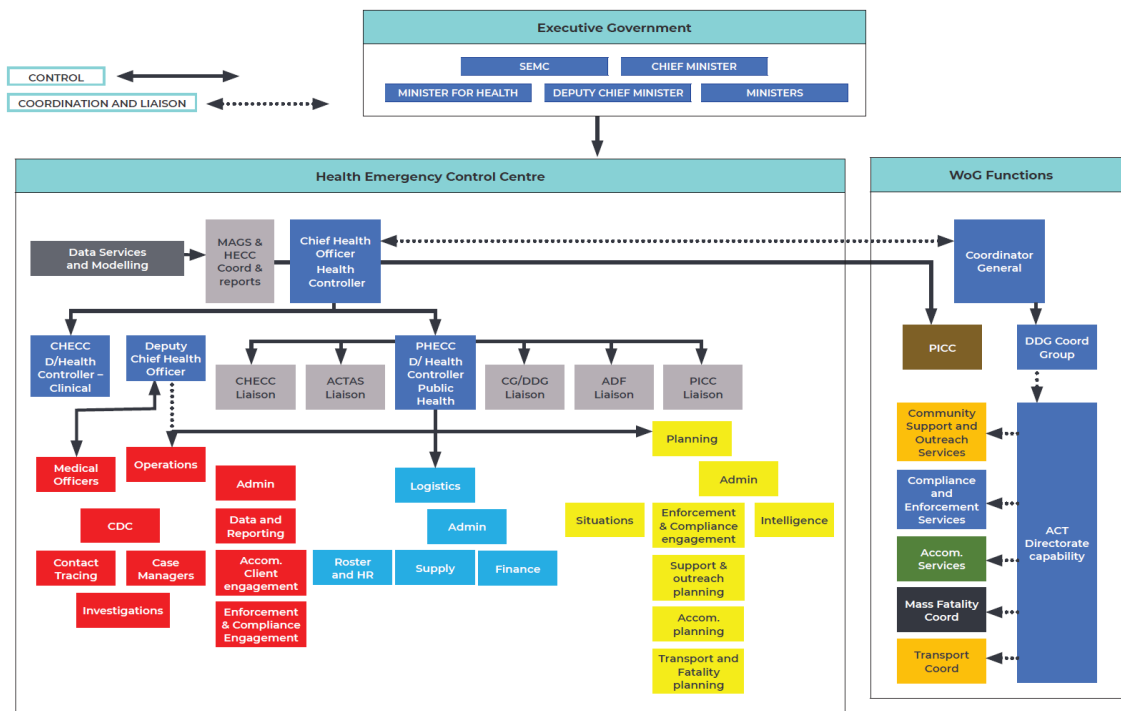 Executive Government
SEMC
CHIEF MINISTER
MINISTER FOR HEALTH
DEPUTY CHIEF MINISTER
MINISTERS
CONTROL
COORDINATION AND LIAISON
Health Emergency Control Centre
WoG Functions
Data Services
and Modelling
MAGS &
HECC
Coord &
reports
Chief Health
Officer
Health
Controller
Coordinator
General
CHECC
D/Health
Controller –
Clinical
Deputy
Chief Health
Officer
CHECC
Liaison
ACTAS
Liaison
PHECC
D/ Health
Controller
Public
Health
CG/DDG
Liaison
ADF
Liaison
PICC
Liaison
PICC
DDG Coord
Group
Medical
Officers
Operations
Admin
CDC
Data and
Reporting
Contact
Tracing
Case
Managers
Accom.
Client
engagement
Investigations
Enforcement
& Compliance
Engagement
Logistics
Admin
Roster
and HR
Supply
Finance
Planning
Admin
Situations
Enforcement
& Compliance
engagement
Intelligence
Support &
outreach
planning
Accom.
planning
Transport and
Fatality
planning
Community
Support and
Outreach
Services
Compliance
and
Enforcement
Services
Accom.
Services
Mass Fatality
Coord
Transport
Coord
ACT
Directorate
capability